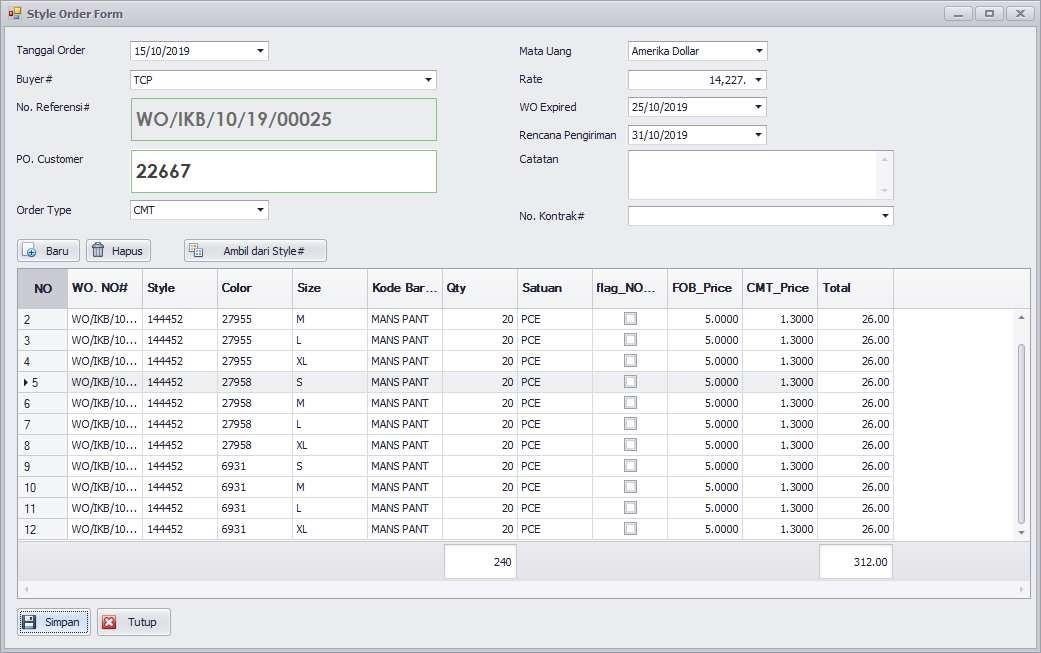 Style Order Form
Tanggal Order 15/10/2019
Mata Uang Amerika Dollar
Buyer# TCP
Rate 14,227.
No. Referensi# WO/IKB/10/19/00025
WO Expired 25/10/2019
Rencana Pengiriman 31/10/2019
PO. Customer 22667
Catatan
Order Type CMT
No. Kontrak#
Baru Hapus Ambil dari Style#
NO WO. NO# Style Color Size Kode Bar... Qty Satuan flag_NO... FOB_Price CMT_Price Total
2 WO/IKB/10... 144452 27955 M MANS PANT 20 PCE 5.0000 1.3000 26.00
3 WO/IKB/10... 144452 27955 L MANS PANT 20 PCE 5.0000 1.3000 26.00
4 WO/IKB/10... 144452 27955 XL MANS PANT 20 PCE 5.0000 1.3000 26.00
5 WO/IKB/10... 144452 27958 S MANS PANT 20 PCE 5.0000 1.3000 26.00
6 WO/IKB/10... 144452 27958 M MANS PANT 20 PCE 5.0000 1.3000 26.00
7 WO/IKB/10... 144452 27958 L MANS PANT 20 PCE 5.0000 1.3000 26.00
8 WO/IKB/10... 144452 27958 XL MANS PANT 20 PCE 5.0000 1.3000 26.00
9 WO/IKB/10... 144452 6931 S MANS PANT 20 PCE 5.0000 1.3000 26.00
10 WO/IKB/10... 144452 6931 M MANS PANT 20 PCE 5.0000 1.3000 26.00
11 WO/IKB/10... 144452 6931 L MANS PANT 20 PCE 5.0000 1.3000 26.00
12 WO/IKB/10... 144452 6931 XL MANS PANT 20 PCE 5.0000 1.3000 26.00
240 312.00
Simpan Tutup